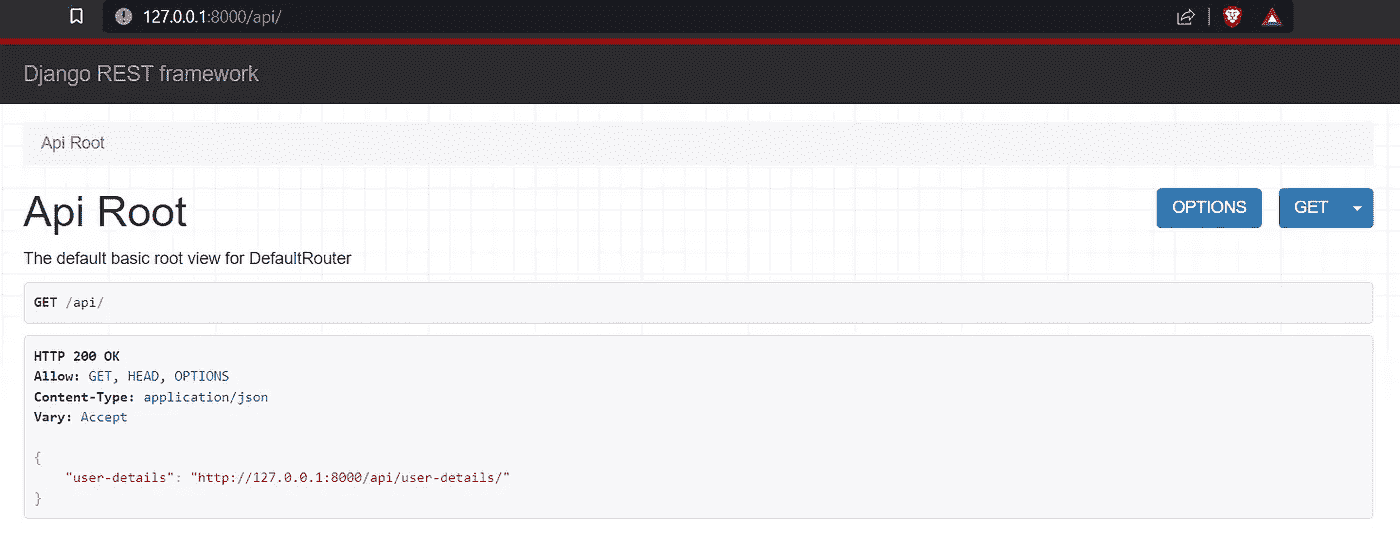 127.0.0.1:8000/api/
Django REST framework
Api Root
Api Root
OPTIONS
GET
The default basic root view for DefaultRouter
GET /api/
HTTP 200 OK
Allow: GET, HEAD, OPTIONS
Content-Type: application/json
Vary: Accept
{
"user-details": "http://127.0.0.1:8000/api/user-details/"
}